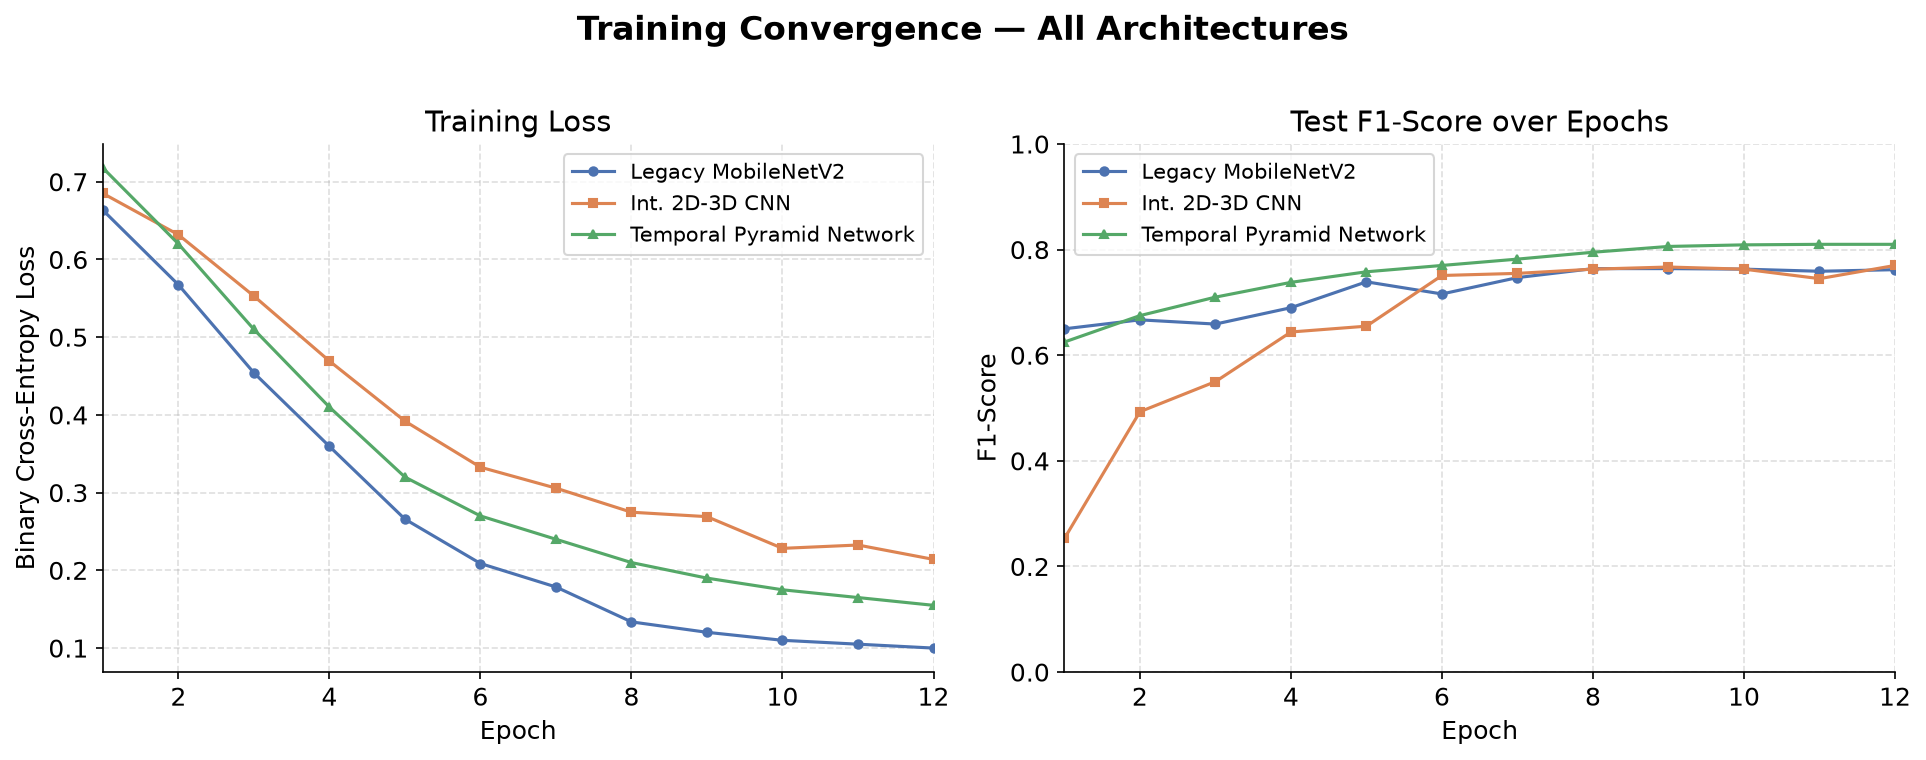 Training Convergence — All Architectures
Training Loss
Binary Cross-Entropy Loss
0.7
0.6
0.5
0.4
0.3
0.2
0.1
Legacy MobileNetV2
Int. 2D-3D CNN
Temporal Pyramid Network
2 4 6 8 10 12
Epoch
Test F1-Score over Epochs
F1-Score
1.0
0.8
0.6
0.4
0.2
0.0
Legacy MobileNetV2
Int. 2D-3D CNN
Temporal Pyramid Network
2 4 6 8 10 12
Epoch